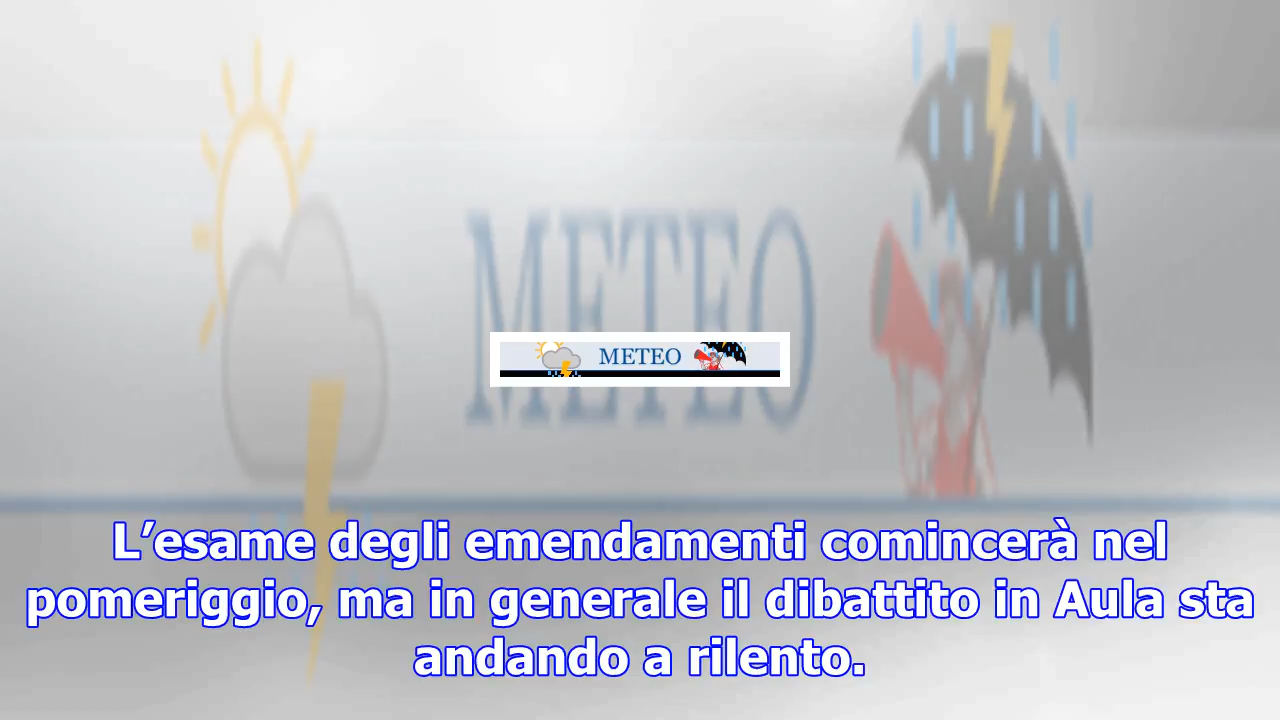 METEO
METEO
L’esame degli emendamenti comincerà nel
pomeriggio, ma in generale il dibattito in Aula sta
andando a rilento.